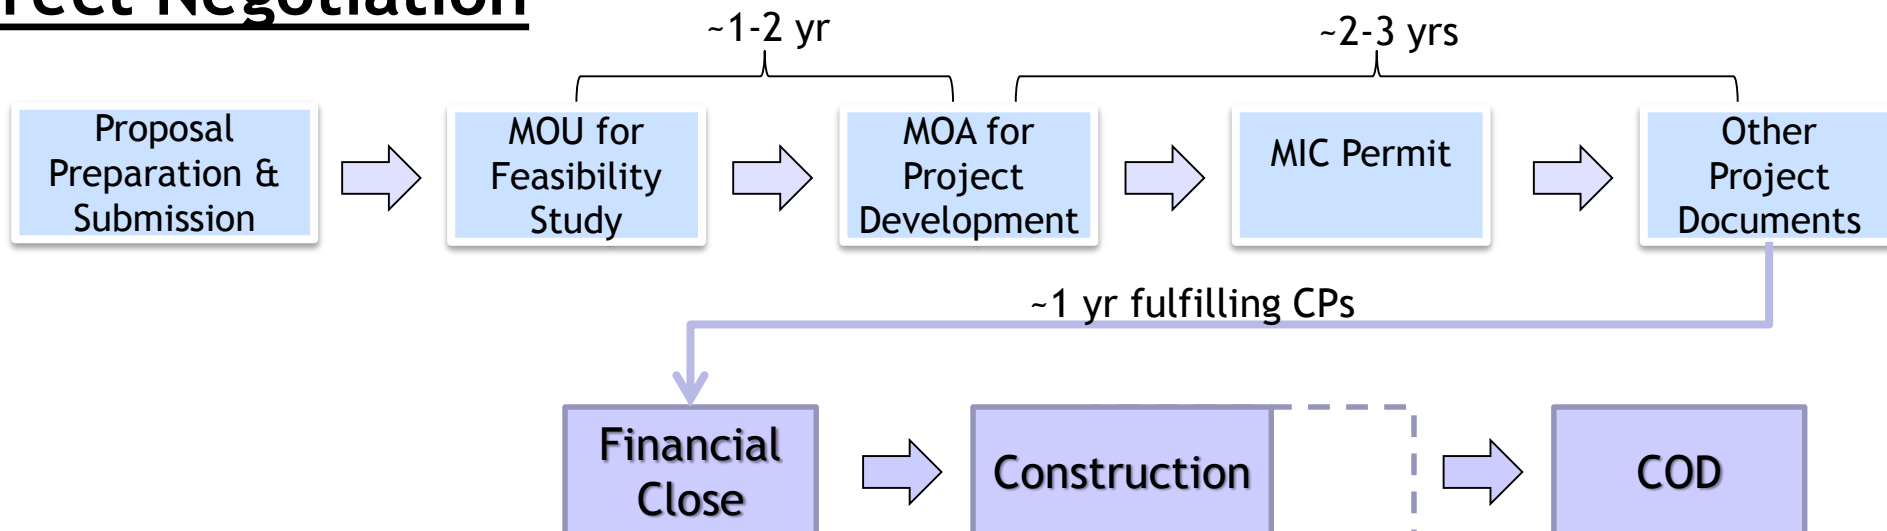 Negotiation
~1-2 yr
~2-3 yrs
Proposal
Preparation &
Submission
MOU for
Feasibility
Study
MOA for
Project
Development
MIC Permit
Other
Project
Documents
~1 yr fulfilling CPs
Financial
Close
Construction
COD